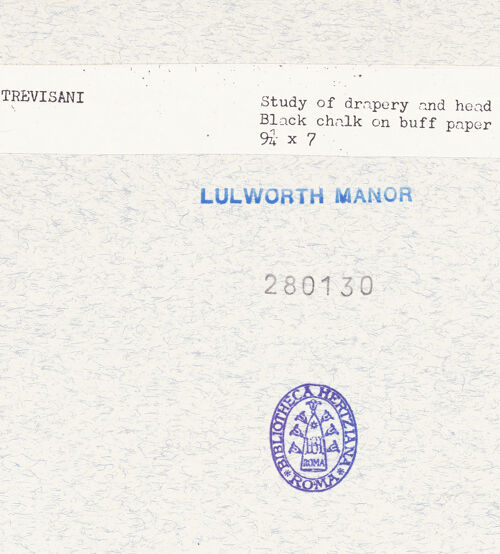 TREVISANI
Study of drapery and head
Black chalk on buff paper
9¼ x 7
LULWORTH MANOR
280130
BIBLIOTHECA HERTZIANA
ROMA
* ROMA *